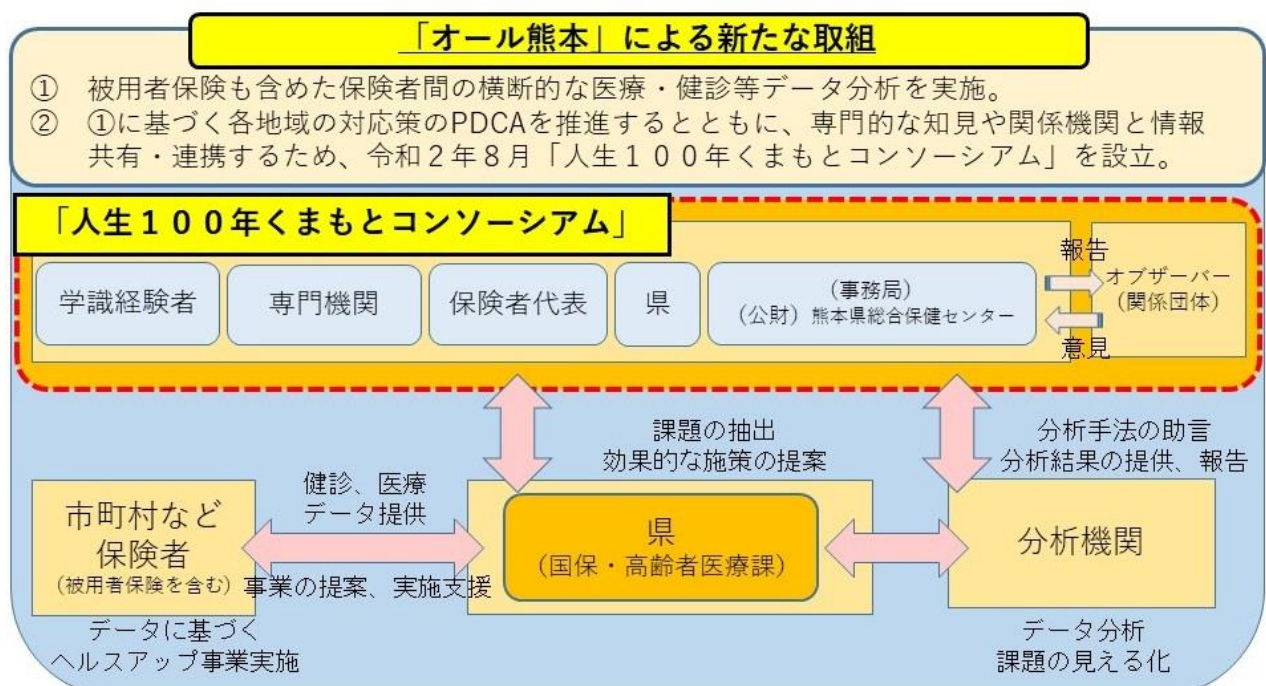 「オール熊本」による新たな取組
① 被用者保険も含めた保険者間の横断的な医療・健診等データ分析を実施。
② ①に基づく各地域の対応策のPDCAを推進するとともに、専門的な知見や関係機関と情報
共有・連携するため、令和２年８月「人生１００年くまもとコンソーシアム」を設立。
「人生１００年くまもとコンソーシアム」
学識経験者
専門機関
保険者代表
県
(事務局)
(公財) 熊本県総合保健センター
報告
意見
オブザーバー
(関係団体)
課題の抽出
効果的な施策の提案
分析手法の助言
分析結果の提供、報告
市町村など
保険者
(被用者保険を含む)
健診、医療
データ提供
事業の提案、実施支援
県
(国保・高齢者医療課)
分析機関
データに基づく
ヘルスアップ事業実施
データ分析
課題の見える化